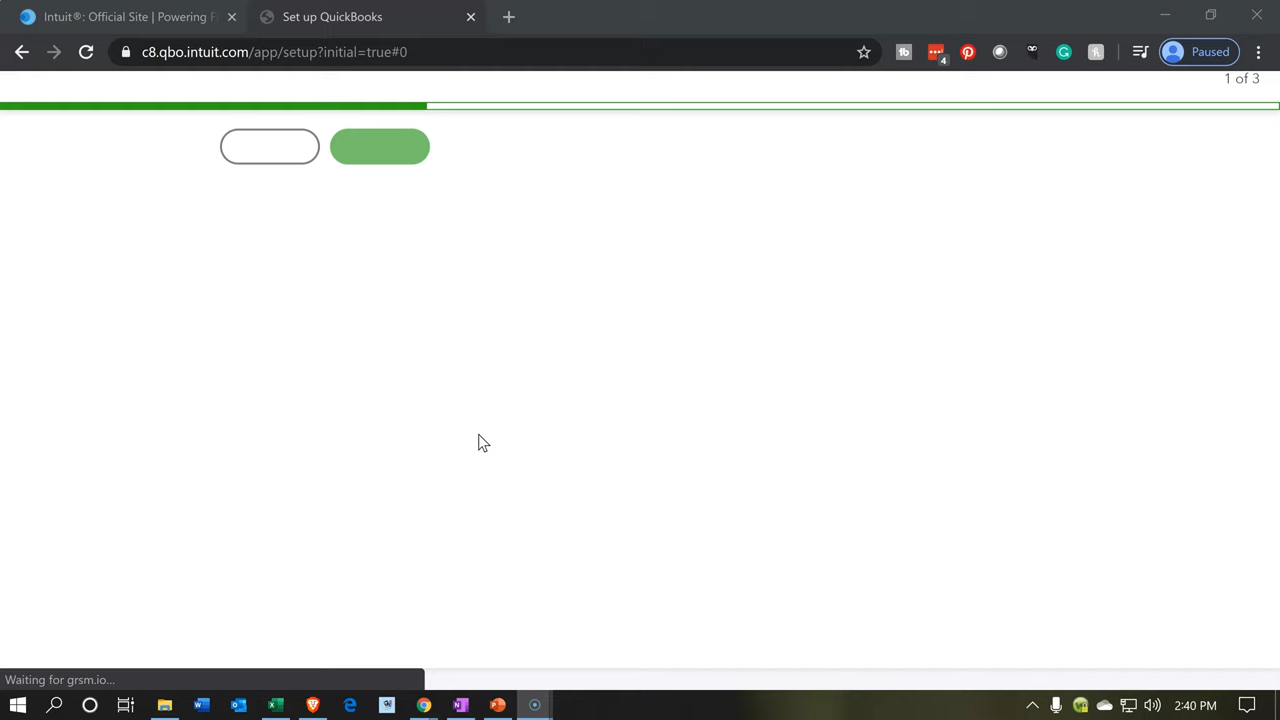 Intuit®: Official Site | Powering F
Set up QuickBooks
c8.qbo.intuit.com/app/setup?initial=true#0
4
Paused
1 of 3
Waiting for grsm.io...
2:40 PM